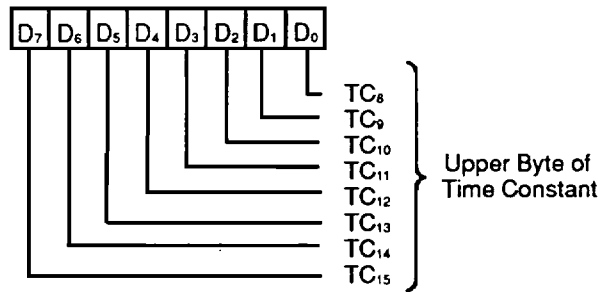 D₇ D₆ D₅ D₄ D₃ D₂ D₁ D₀
TC₈
TC₉
TC₁₀
TC₁₁
TC₁₂
TC₁₃
TC₁₄
TC₁₅
Upper Byte of
Time Constant